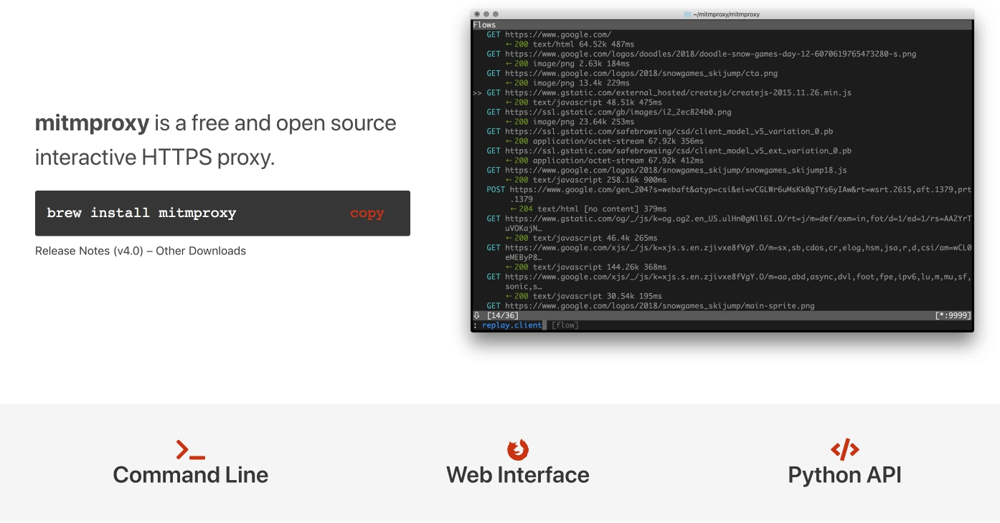 mitmproxy is a free and open source
interactive HTTPS proxy.
brew install mitmproxy copy
Release Notes (v4.0) – Other Downloads
~/mitmproxy/mitmproxy
Flows
GET https://www.google.com/
← 200 text/html 64.52k 487ms
GET https://www.google.com/logos/doodles/2018/doodle-snow-games-day-12-6070619765473280-s.png
← 200 image/png 2.63k 184ms
GET https://www.google.com/logos/2018/snowgames_skijump/cta.png
← 200 image/png 13.4k 229ms
>> GET https://www.gstatic.com/external_hosted/createjs/createjs-2015.11.26.min.js
← 200 text/javascript 48.51k 475ms
GET https://ssl.gstatic.com/gb/images/i2_2ec824b0.png
← 200 image/png 23.64k 253ms
GET https://ssl.gstatic.com/safebrowsing/csd/client_model_v5_variation_0.pb
← 200 application/octet-stream 67.92k 356ms
GET https://ssl.gstatic.com/safebrowsing/csd/client_model_v5_ext_variation_0.pb
← 200 application/octet-stream 67.92k 412ms
GET https://www.google.com/logos/2018/snowgames_skijump/snowgames_skijump18.js
← 200 text/javascript 258.16k 900ms
POST https://www.google.com/gen_204?s=webaft&atyp=csi&ei=vCGLWr6uMsKk0gTYs6yIAw&rt=wsrt.2615,aft.1379,prt
.1379
← 204 text/html [no content] 379ms
GET https://www.gstatic.com/og/_/js/k=og.og2.en_US.ulHn0gNll6I.O/rt=j/m=def/exm=in,fot/d=1/ed=1/rs=AA2YrT
uVOKajN…
← 200 text/javascript 46.4k 265ms
GET https://www.google.com/xjs/_/js/k=xjs.s.en.zjivxe8fVgY.O/m=sx,sb,cdos,cr,elog,hsm,jsa,r,d,csi/am=wCL0
eMEByP8…
← 200 text/javascript 144.26k 368ms
GET https://www.google.com/xjs/_/js/k=xjs.s.en.zjivxe8fVgY.O/m=aa,abd,async,dvl,foot,fpe,ipv6,lu,m,mu,sf,
sonic,s…
← 200 text/javascript 30.54k 195ms
GET https://www.google.com/logos/2018/snowgames_skijump/main-sprite.png
⇩ [14/36] [*:9999]
: replay.client [flow]
Command Line
Web Interface
Python API